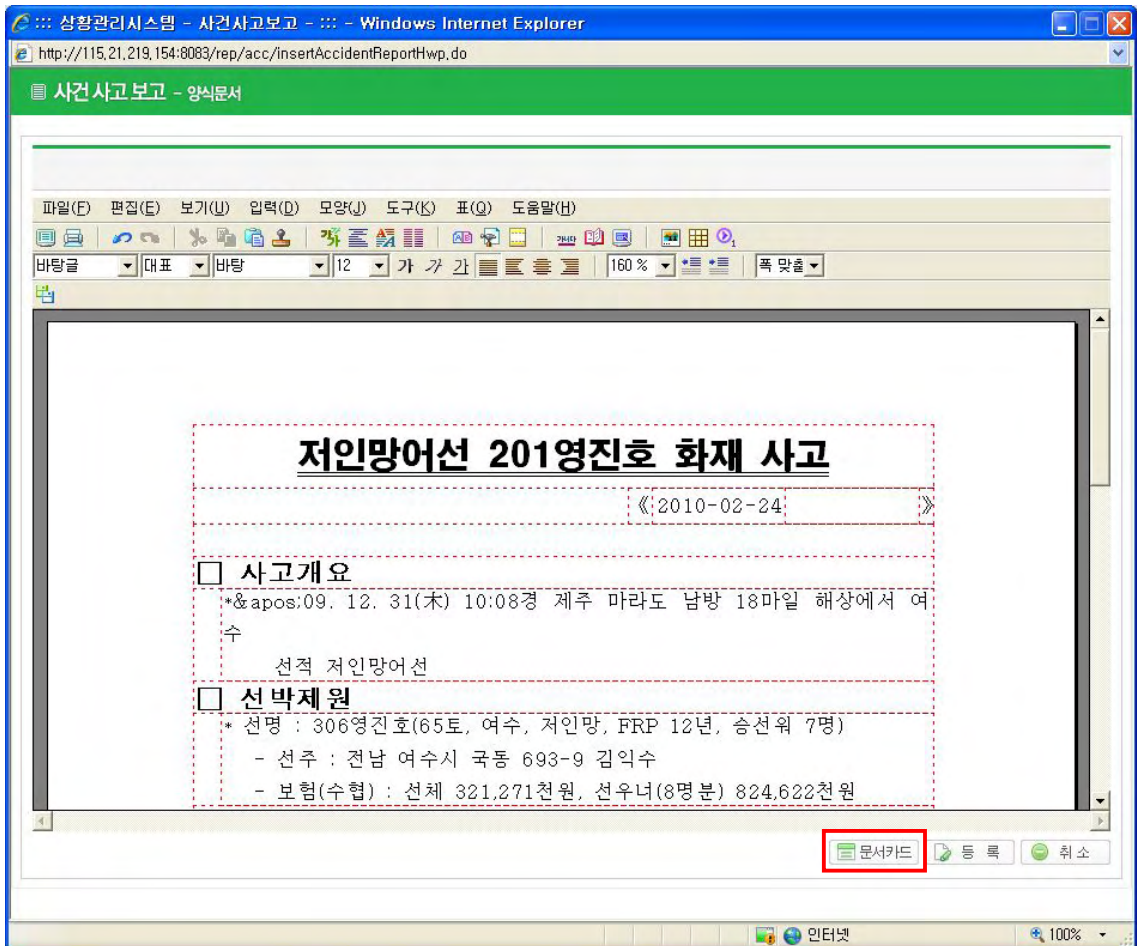 ::: 상황관리시스템 - 사건사고보고 - ::: - Windows Internet Explorer
http://115.21.219.154:8083/rep/acc/insertAccidentReportHwp.do
사건 사고 보고 - 양식문서
파일(F) 편집(E) 보기(U) 입력(D) 모양(J) 도구(K) 표(Q) 도움말(H)
바탕글 대표 바탕 12 가 가 가 160 % 폭 맞춤
저인망어선 201영진호 화재 사고
《 2010-02-24 》
□ 사고개요
*&apos;09. 12. 31(木) 10:08경 제주 마라도 남방 18마일 해상에서 여
수
선적 저인망어선
□ 선박제원
* 선명 : 306영진호(65토, 여수, 저인망, FRP 12년, 승선워 7명)
- 선주 : 전남 여수시 국동 693-9 김익수
- 보험(수협) : 선체 321,271천원, 선우너(8명분) 824,622천원
문서카드 등 록 취소
인터넷 100%